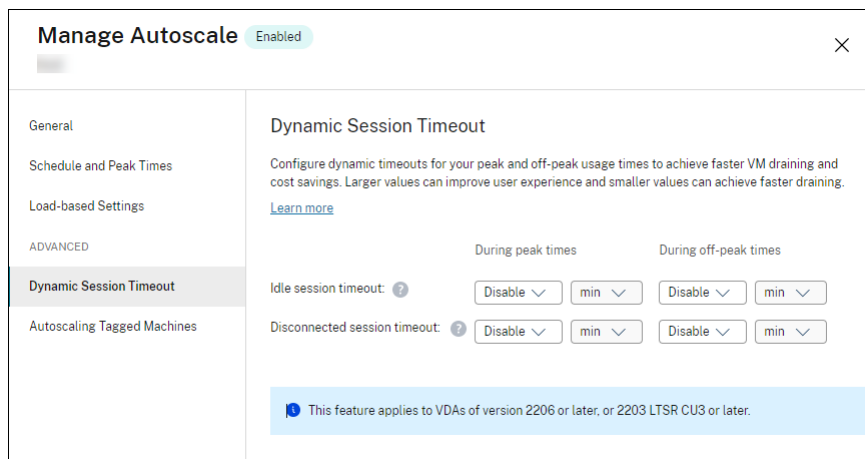 Manage Autoscale Enabled
General
Schedule and Peak Times
Load-based Settings
ADVANCED
Dynamic Session Timeout
Autoscaling Tagged Machines
Dynamic Session Timeout
Configure dynamic timeouts for your peak and off-peak usage times to achieve faster VM draining and
cost savings. Larger values can improve user experience and smaller values can achieve faster draining.
Learn more
During peak times During off-peak times
Idle session timeout: ? Disable min Disable min
Disconnected session timeout: ? Disable min Disable min
This feature applies to VDAs of version 2206 or later, or 2203 LTSR CU3 or later.